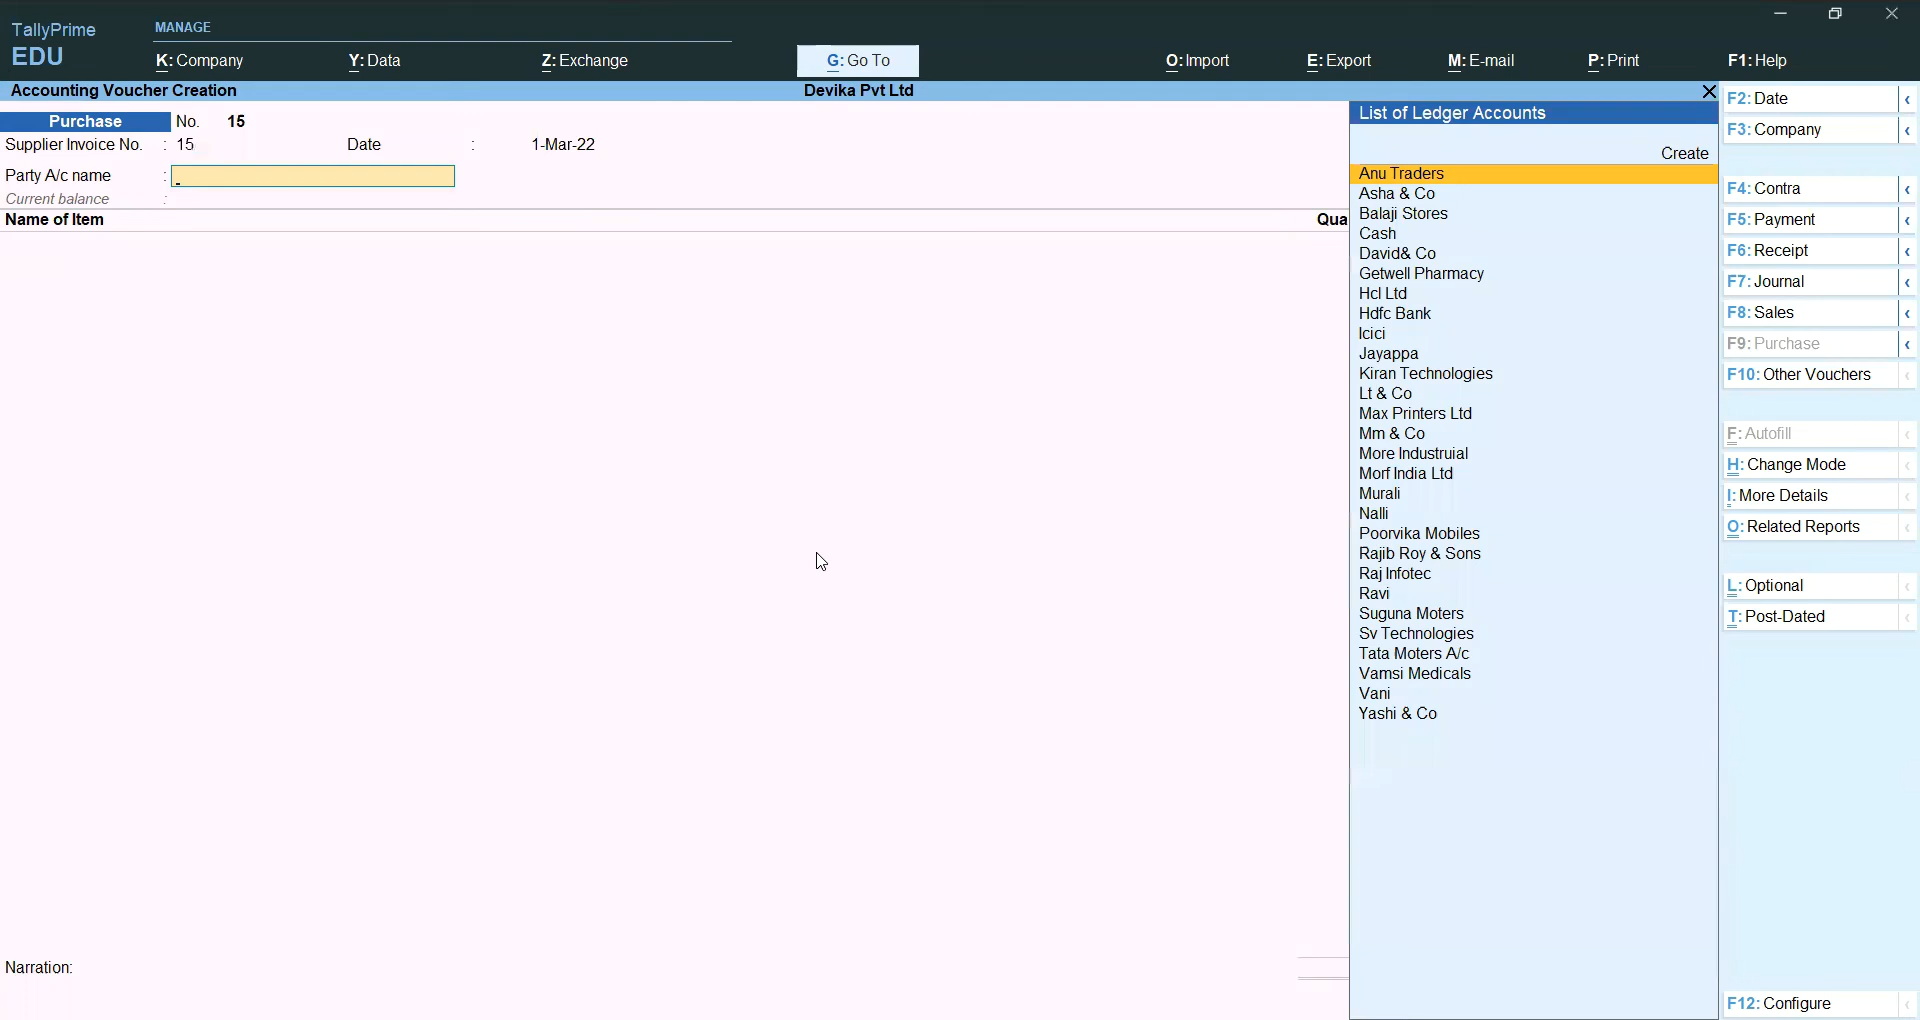 TallyPrime
EDU
MANAGE
K: Company Y: Data Z: Exchange G: Go To O: Import E: Export M: E-mail P: Print F1: Help
Accounting Voucher Creation Devika Pvt Ltd
Purchase No. 15
Supplier Invoice No. : 15 Date : 1-Mar-22
Party A/c name :
Current balance :
Name of Item Qua
Narration:
List of Ledger Accounts
Create
Anu Traders
Asha & Co
Balaji Stores
Cash
David& Co
Getwell Pharmacy
Hcl Ltd
Hdfc Bank
Icici
Jayappa
Kiran Technologies
Lt & Co
Max Printers Ltd
Mm & Co
More Industruial
Morf India Ltd
Murali
Nalli
Poorvika Mobiles
Rajib Roy & Sons
Raj Infotec
Ravi
Suguna Moters
Sv Technologies
Tata Moters A/c
Vamsi Medicals
Vani
Yashi & Co
F2: Date
F3: Company
F4: Contra
F5: Payment
F6: Receipt
F7: Journal
F8: Sales
F9: Purchase
F10: Other Vouchers
F: Autofill
H: Change Mode
I: More Details
O: Related Reports
L: Optional
T: Post-Dated
F12: Configure